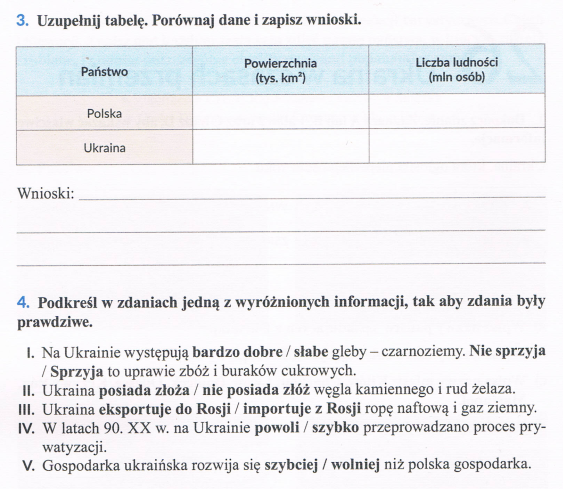 3. Uzupełnij tabelę. Porównaj dane i zapisz wnioski.
Państwo
Powierzchnia
(tys. km²)
Liczba ludności
(mln osób)
Polska
Ukraina
Wnioski:
4. Podkreśl w zdaniach jedną z wyróżnionych informacji, tak aby zdania były
prawdziwe.
I. Na Ukrainie występują bardzo dobre / słabe gleby – czarnoziemy. Nie sprzyja
/ Sprzyja to uprawie zbóż i buraków cukrowych.
II. Ukraina posiada złoża / nie posiada złóż węgla kamiennego i rud żelaza.
III. Ukraina eksportuje do Rosji / importuje z Rosji ropę naftową i gaz ziemny.
IV. W latach 90. XX w. na Ukrainie powoli / szybko przeprowadzano proces pry-
watyzacji.
V. Gospodarka ukraińska rozwija się szybciej / wolniej niż polska gospodarka.